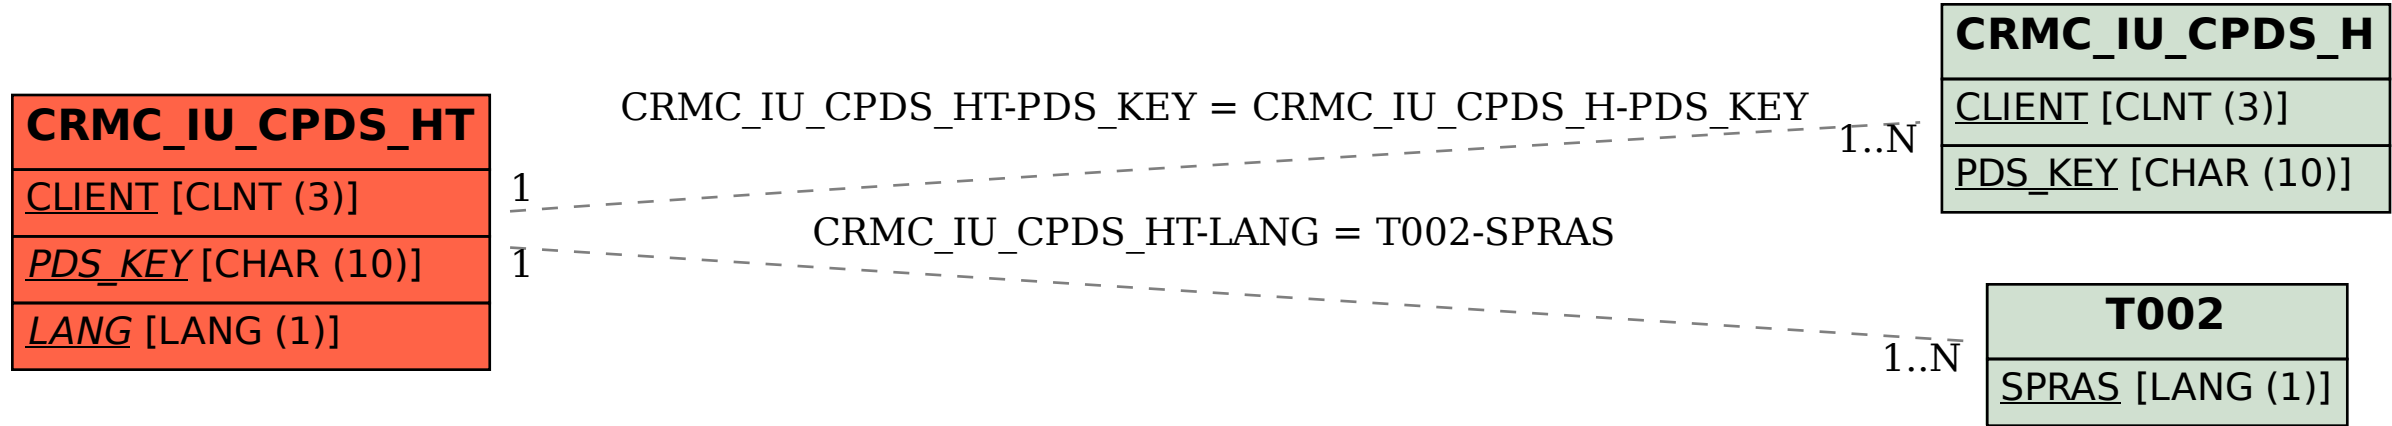 CRMC_IU_CPDS_HT
CLIENT [CLNT (3)]
PDS_KEY [CHAR (10)]
LANG [LANG (1)]
CRMC_IU_CPDS_HT-PDS_KEY = CRMC_IU_CPDS_H-PDS_KEY
1
1..N
CRMC_IU_CPDS_HT-LANG = T002-SPRAS
1
1..N
CRMC_IU_CPDS_H
CLIENT [CLNT (3)]
PDS_KEY [CHAR (10)]
T002
SPRAS [LANG (1)]